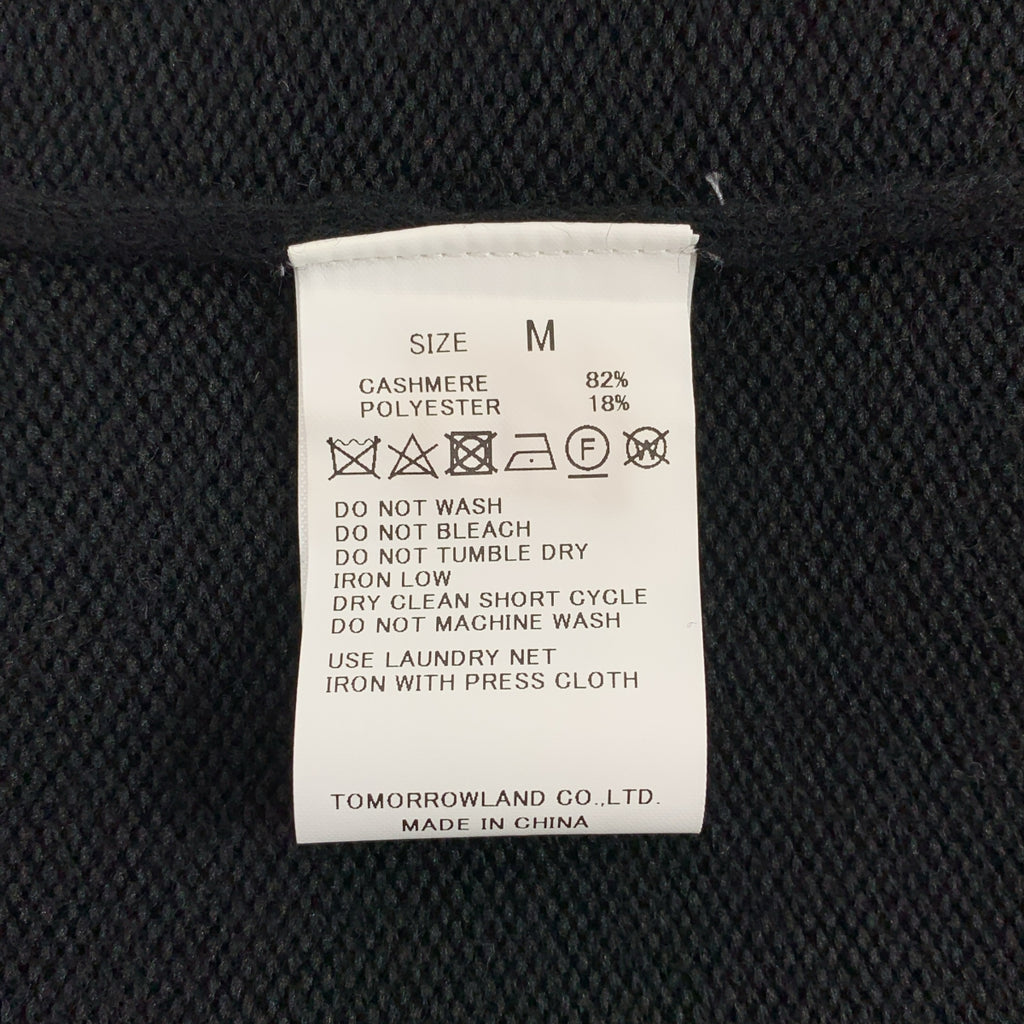 SIZE M
CASHMERE 82%
POLYESTER 18%
F W
DO NOT WASH
DO NOT BLEACH
DO NOT TUMBLE DRY
IRON LOW
DRY CLEAN SHORT CYCLE
DO NOT MACHINE WASH
USE LAUNDRY NET
IRON WITH PRESS CLOTH
TOMORROWLAND CO.,LTD.
MADE IN CHINA